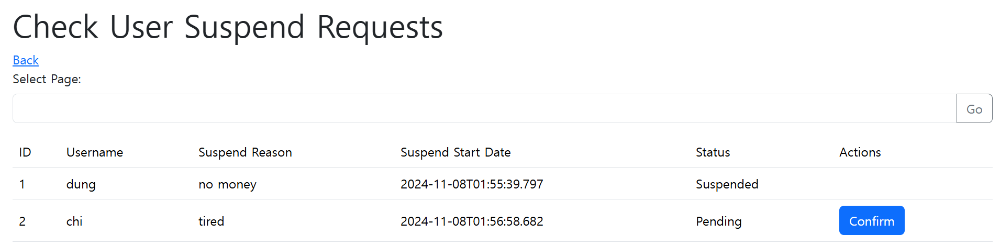 Check User Suspend Requests
Back
Select Page:
Go
ID Username Suspend Reason Suspend Start Date Status Actions
1 dung no money 2024-11-08T01:55:39.797 Suspended
2 chi tired 2024-11-08T01:56:58.682 Pending Confirm